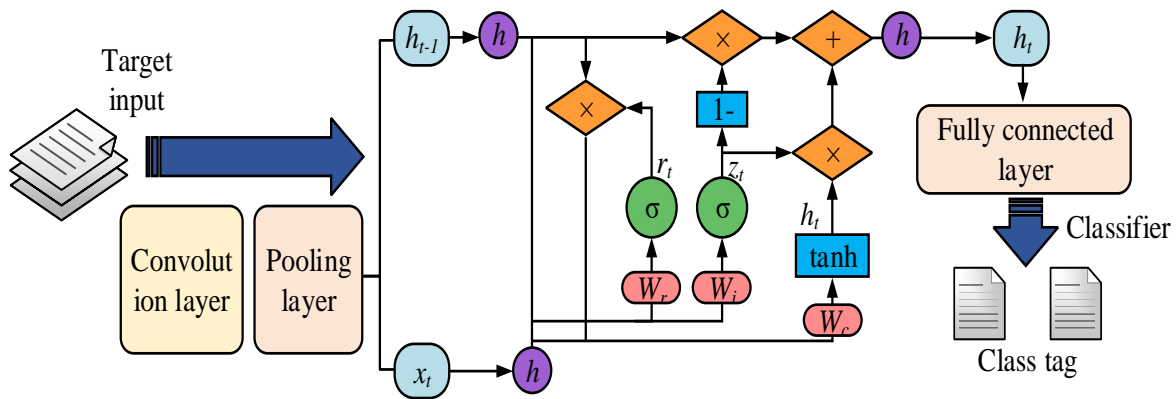 Target
input
Convolut
ion layer
Pooling
layer
h_{t-1}
h
x_t
h
×
r_t
σ
W_r
×
1-
z_t
σ
W_i
+
×
h_t
tanh
W_c
h
h_t
Fully connected
layer
Classifier
Class tag